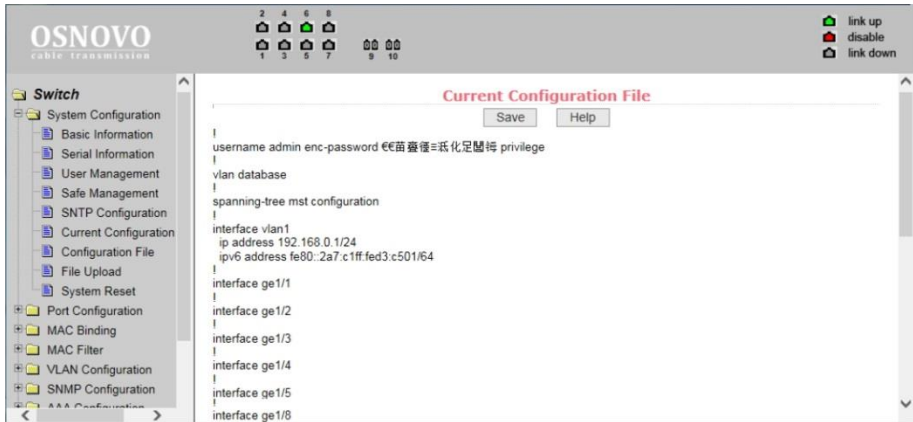 OSNOVO
cable transmission
2 4 6 8
1 3 5 7 9 10
link up
disable
link down
Switch
System Configuration
Basic Information
Serial Information
User Management
Safe Management
SNTP Configuration
Current Configuration
Configuration File
File Upload
System Reset
Port Configuration
MAC Binding
MAC Filter
VLAN Configuration
SNMP Configuration
AAA Configuration
Current Configuration File
Save Help
!
username admin enc-password privilege
!
vlan database
!
spanning-tree mst configuration
!
interface vlan1
ip address 192.168.0.1/24
ipv6 address fe80::2a7:c1ff:fed3:c501/64
!
interface ge1/1
!
interface ge1/2
!
interface ge1/3
!
interface ge1/4
!
interface ge1/5
!
interface ge1/8